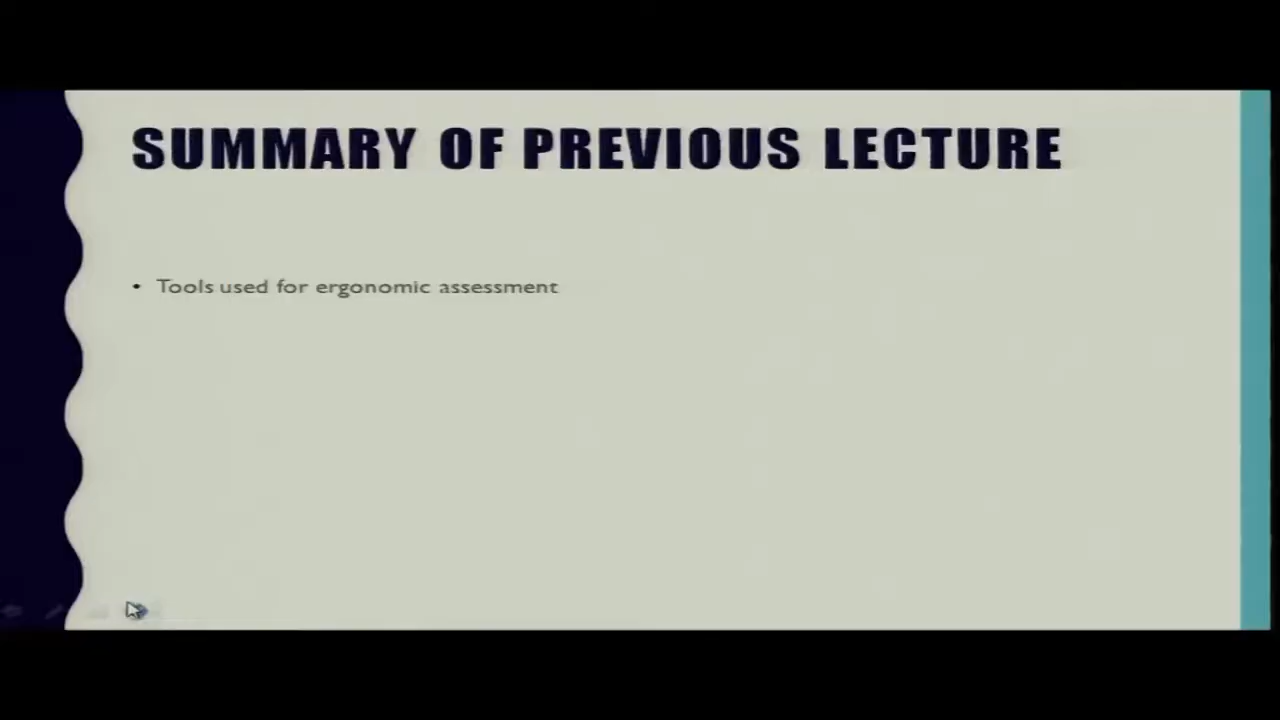 SUMMARY OF PREVIOUS LECTURE
• Tools used for ergonomic assessment